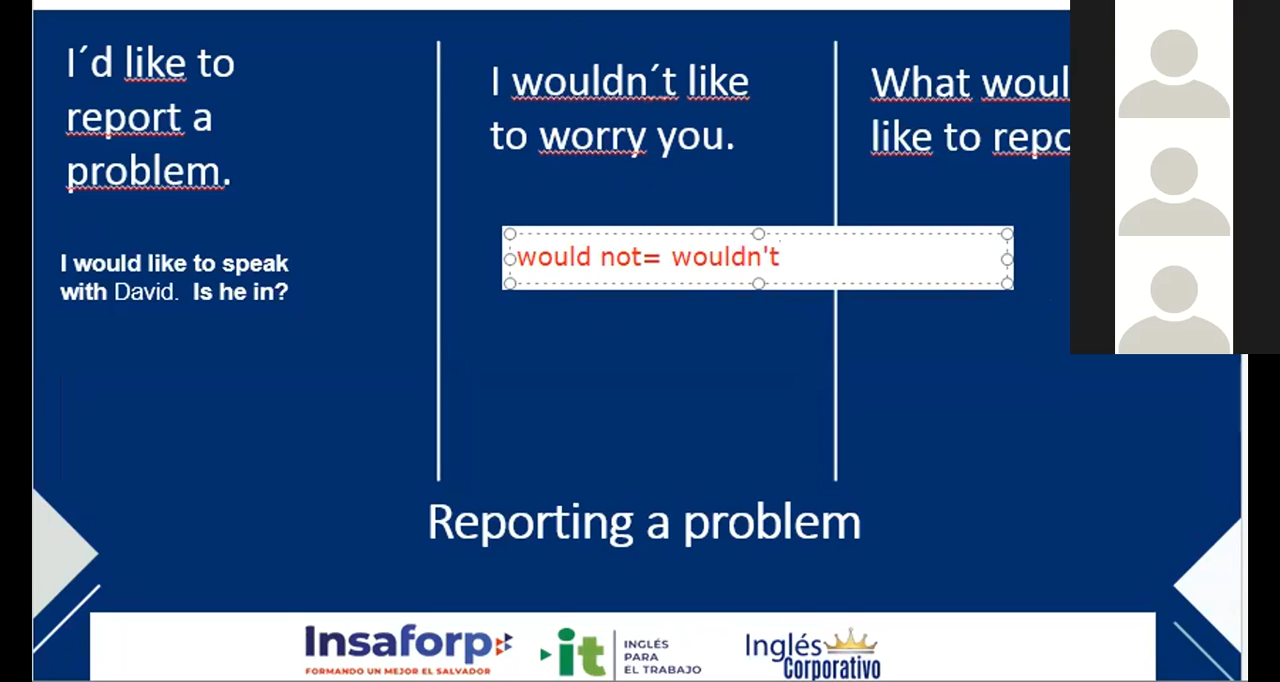 I´d like to
report a
problem.
I would like to speak
with David. Is he in?
I wouldn´t like
to worry you.
would not= wouldn't
What
like to
Reporting a problem
Insaforp
FORMANDO UN MEJOR EL SALVADOR
it
INGLÉS
PARA
EL TRABAJO
Inglés
Corporativo